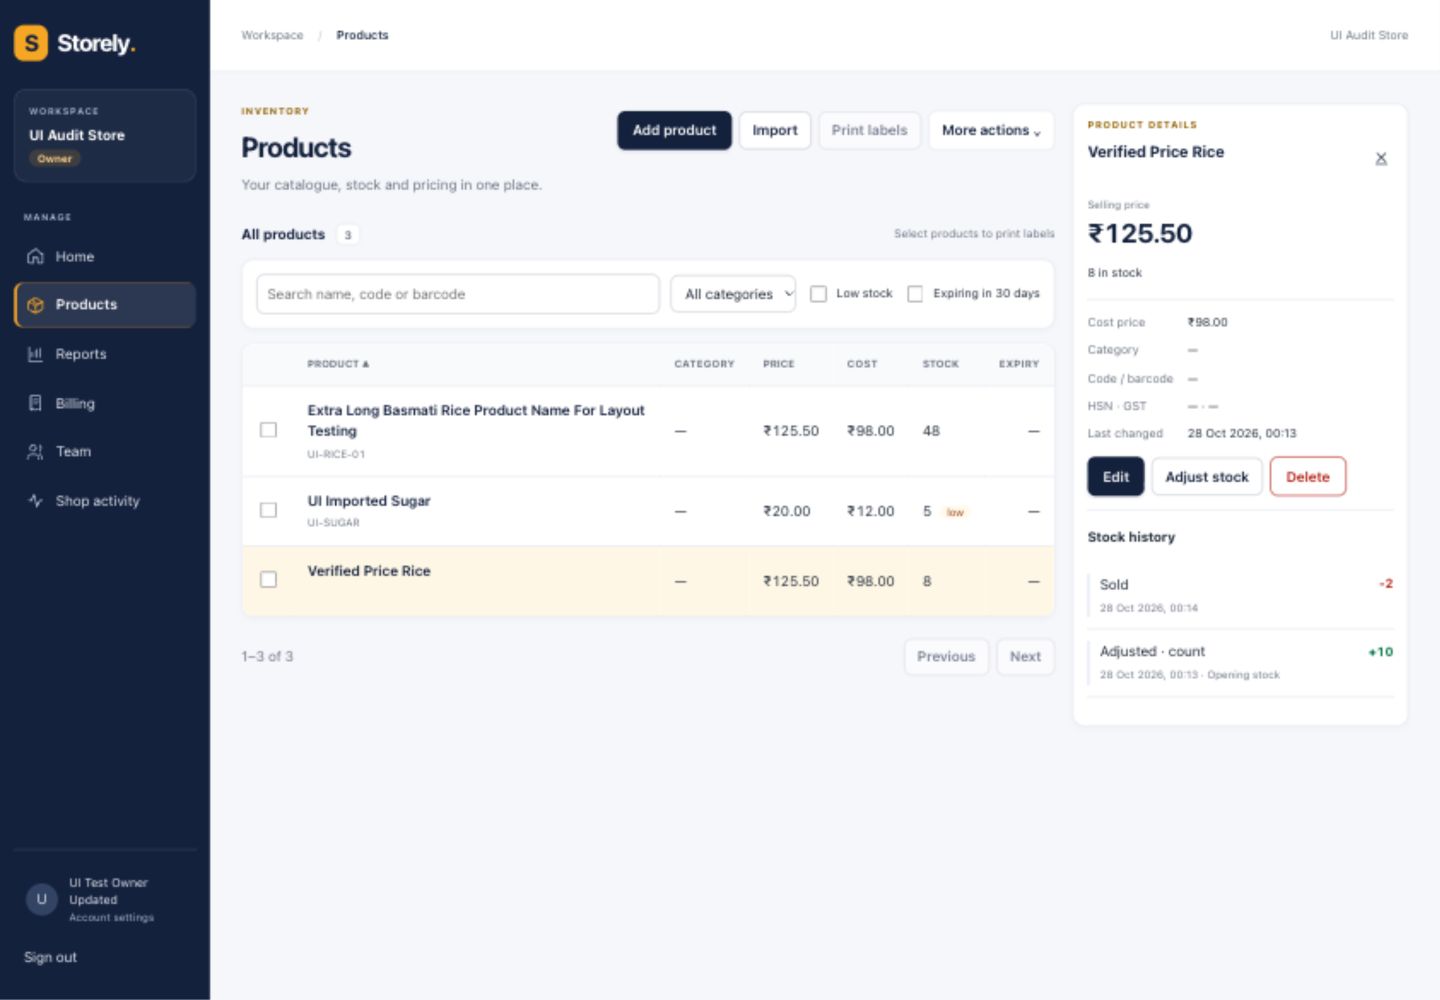 S Storely.
WORKSPACE
UI Audit Store
Owner
MANAGE
Home
Products
Reports
Billing
Team
Shop activity
U
UI Test Owner
Updated
Account settings
Sign out
Workspace / Products
UI Audit Store
INVENTORY
Products
Your catalogue, stock and pricing in one place.
Add product
Import
Print labels
More actions
All products 3
Select products to print labels
Search name, code or barcode
All categories
Low stock
Expiring in 30 days
PRODUCT ▲ CATEGORY PRICE COST STOCK EXPIRY
Extra Long Basmati Rice Product Name For Layout
Testing
UI-RICE-01
— ₹125.50 ₹98.00 48 —
UI Imported Sugar
UI-SUGAR
— ₹20.00 ₹12.00 5 low —
Verified Price Rice
— ₹125.50 ₹98.00 8 —
1–3 of 3
Previous
Next
PRODUCT DETAILS
Verified Price Rice
X
Selling price
₹125.50
8 in stock
Cost price ₹98.00
Category —
Code / barcode —
HSN · GST — · —
Last changed 28 Oct 2026, 00:13
Edit
Adjust stock
Delete
Stock history
Sold -2
28 Oct 2026, 00:14
Adjusted · count +10
28 Oct 2026, 00:13 · Opening stock